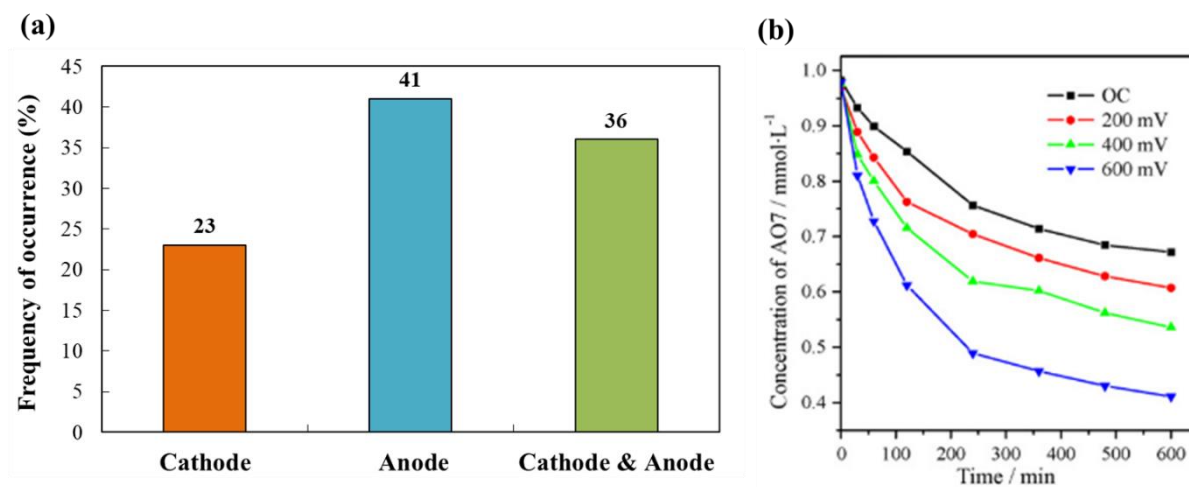 (a)
Frequency of occurrence (%)
45
40
35
30
25
20
15
10
5
0
23
41
36
Cathode
Anode
Cathode & Anode
(b)
Concentration of AO7 / mmol·L⁻¹
1.0
0.9
0.8
0.7
0.6
0.5
0.4
OC
200 mV
400 mV
600 mV
0 100 200 300 400 500 600
Time / min